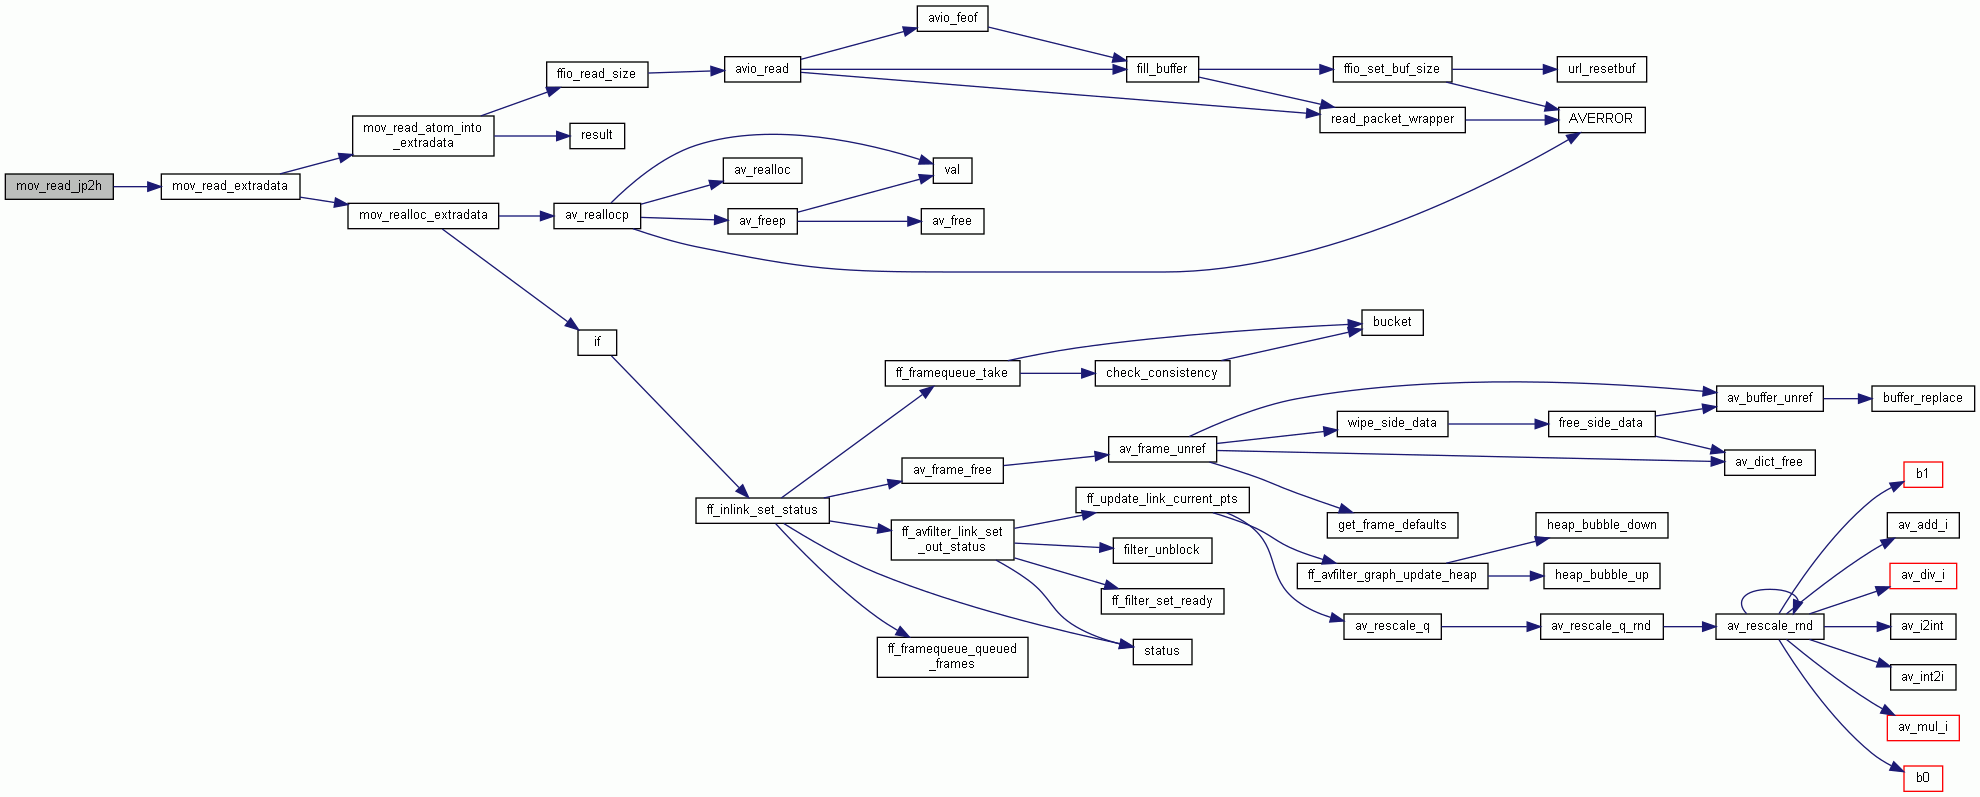 avio_feof
ffio_read_size
avio_read
fill_buffer
ffio_set_buf_size
url_resetbuf
mov_read_atom_into
_extradata
result
read_packet_wrapper
AVERROR
mov_read_jp2h
mov_read_extradata
av_realloc
val
mov_realloc_extradata
av_reallocp
av_freep
av_free
if
bucket
ff_framequeue_take
check_consistency
av_buffer_unref
buffer_replace
wipe_side_data
free_side_data
av_frame_unref
av_dict_free
av_frame_free
b1
ff_update_link_current_pts
ff_inlink_set_status
get_frame_defaults
heap_bubble_down
av_add_i
ff_avfilter_link_set
_out_status
filter_unblock
ff_avfilter_graph_update_heap
heap_bubble_up
av_div_i
ff_filter_set_ready
av_rescale_q
av_rescale_q_rnd
av_rescale_rnd
av_i2int
ff_framequeue_queued
_frames
status
av_int2i
av_mul_i
b0